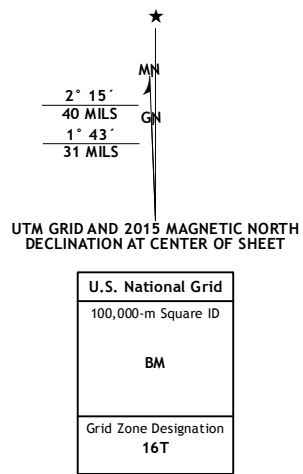 MN
2° 15´
40 MILS
GN
1° 43´
31 MILS
UTM GRID AND 2015 MAGNETIC NORTH
DECLINATION AT CENTER OF SHEET
U.S. National Grid
100,000-m Square ID
BM
Grid Zone Designation
16T